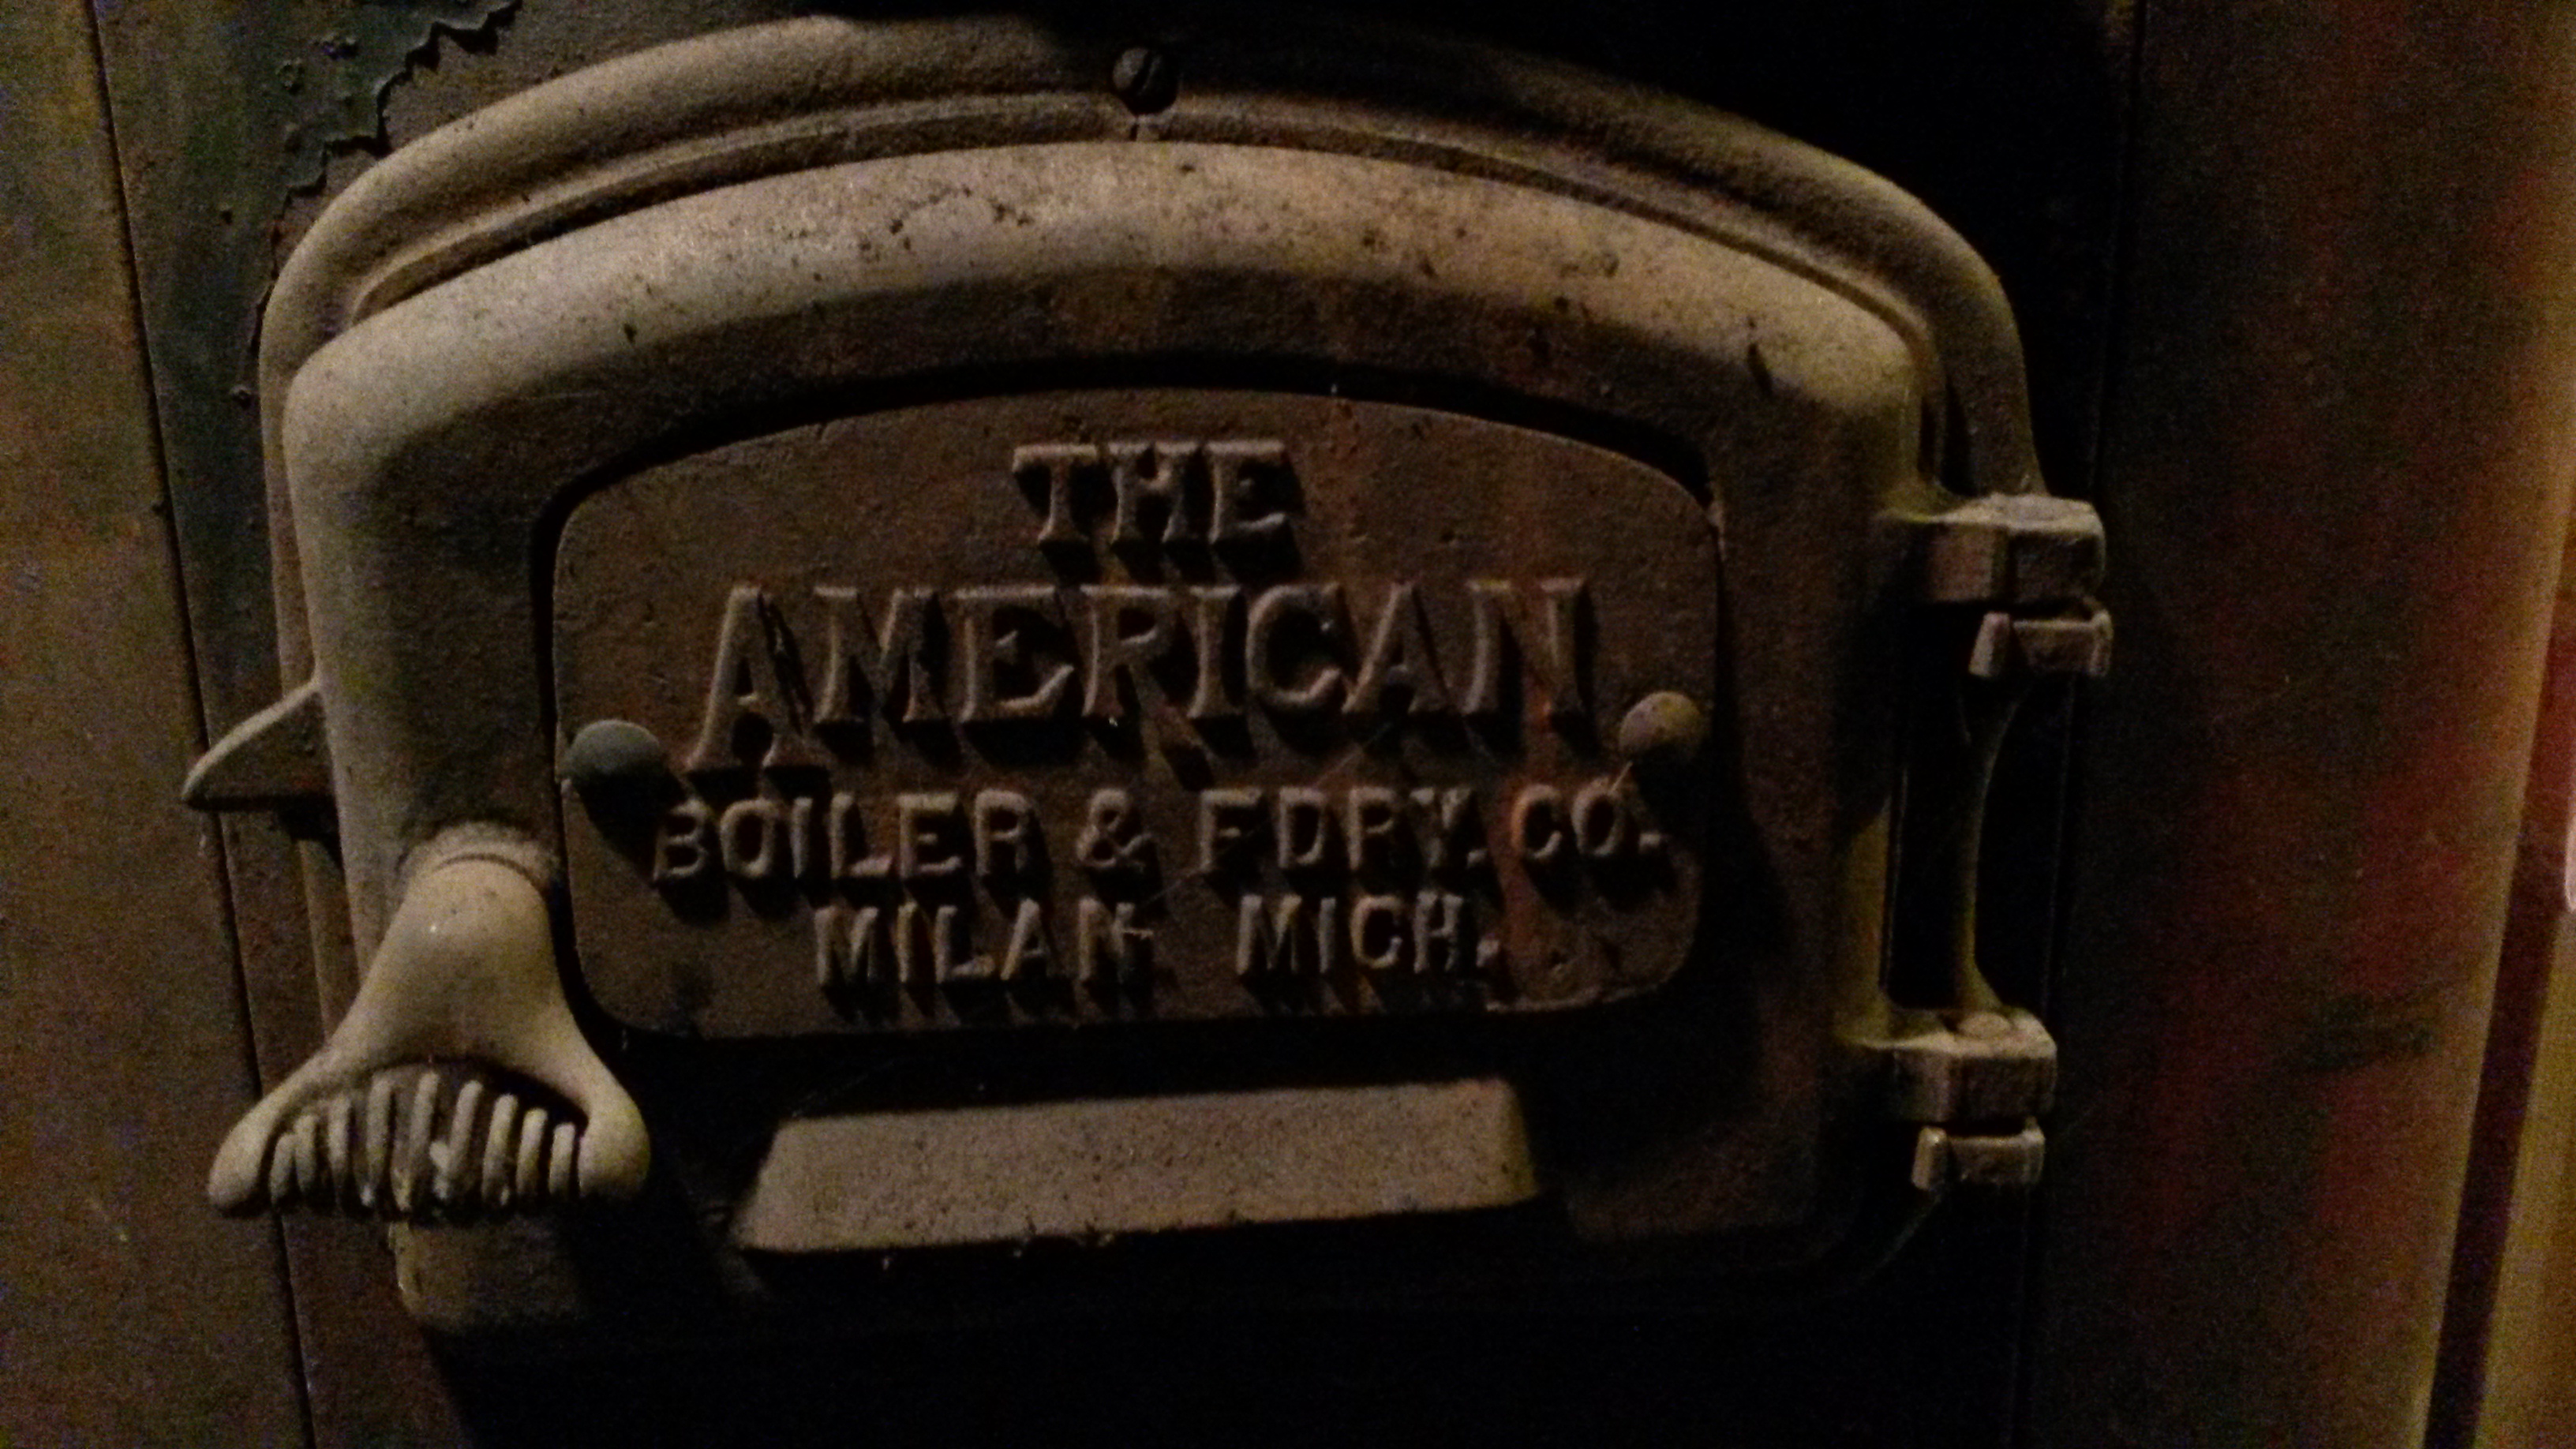 THE
AMERICAN
BOILER & FDRY. CO.
MILAN MICH.